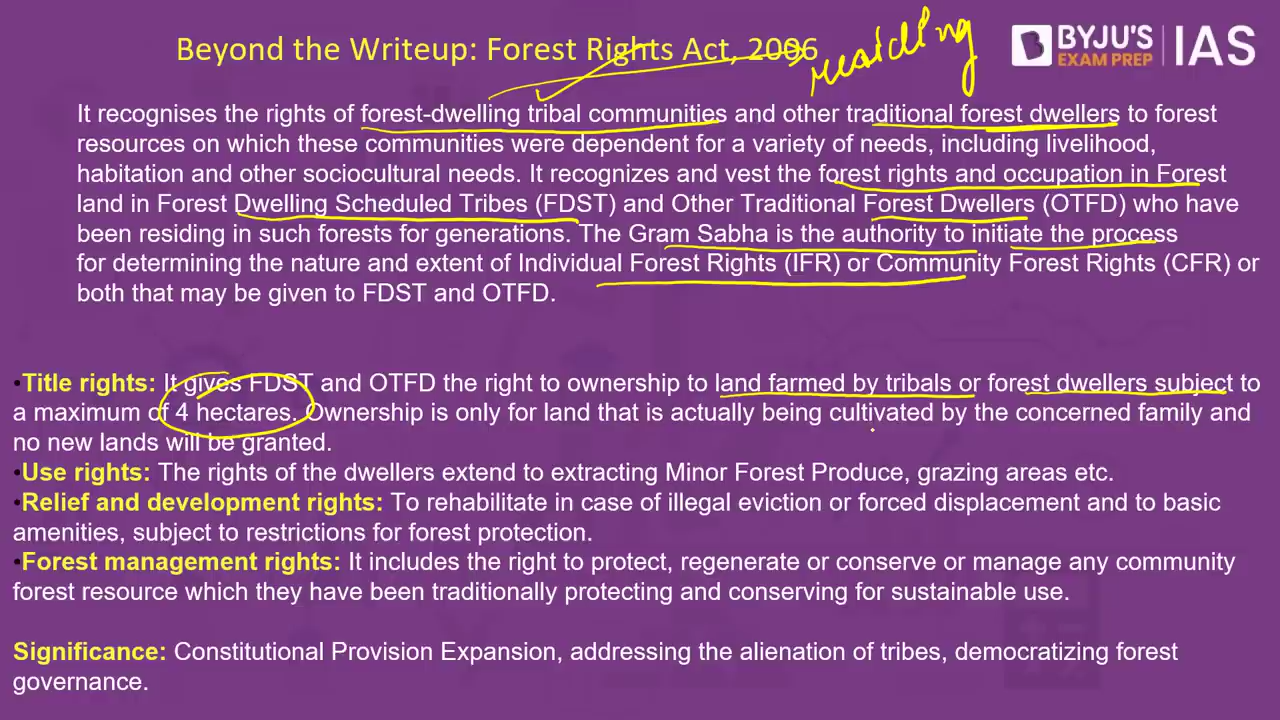 Beyond the Writeup: Forest Rights Act, 2006
residing
BYJU'S
EXAM PREP
IAS
It recognises the rights of forest-dwelling tribal communities and other traditional forest dwellers to forest
resources on which these communities were dependent for a variety of needs, including livelihood,
habitation and other sociocultural needs. It recognizes and vest the forest rights and occupation in Forest
land in Forest Dwelling Scheduled Tribes (FDST) and Other Traditional Forest Dwellers (OTFD) who have
been residing in such forests for generations. The Gram Sabha is the authority to initiate the process
for determining the nature and extent of Individual Forest Rights (IFR) or Community Forest Rights (CFR) or
both that may be given to FDST and OTFD.
•Title rights: It gives FDST and OTFD the right to ownership to land farmed by tribals or forest dwellers subject to
a maximum of 4 hectares. Ownership is only for land that is actually being cultivated by the concerned family and
no new lands will be granted.
•Use rights: The rights of the dwellers extend to extracting Minor Forest Produce, grazing areas etc.
•Relief and development rights: To rehabilitate in case of illegal eviction or forced displacement and to basic
amenities, subject to restrictions for forest protection.
•Forest management rights: It includes the right to protect, regenerate or conserve or manage any community
forest resource which they have been traditionally protecting and conserving for sustainable use.
Significance: Constitutional Provision Expansion, addressing the alienation of tribes, democratizing forest
governance.